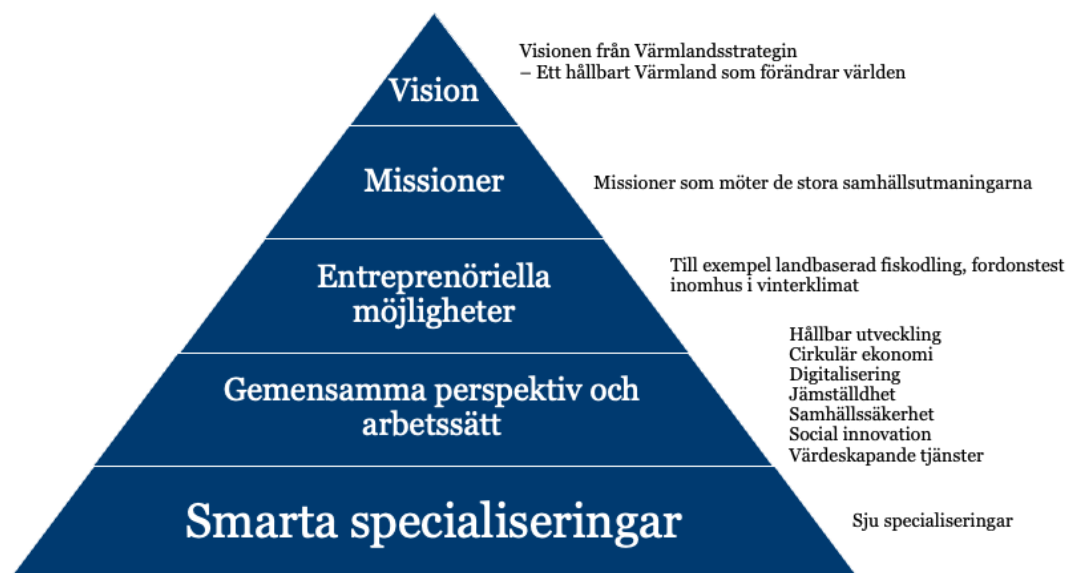 Vision
Visionen från Värmlandsstrategin
– Ett hållbart Värmland som förändrar världen
Missioner
Missioner som möter de stora samhällsutmaningarna
Entreprenöriella
möjligheter
Till exempel landbaserad fiskodling, fordonstest
inomhus i vinterklimat
Gemensamma perspektiv och
arbetssätt
Hållbar utveckling
Cirkulär ekonomi
Digitalisering
Jämställdhet
Samhällssäkerhet
Social innovation
Värdeskapande tjänster
Smarta specialiseringar
Sju specialiseringar